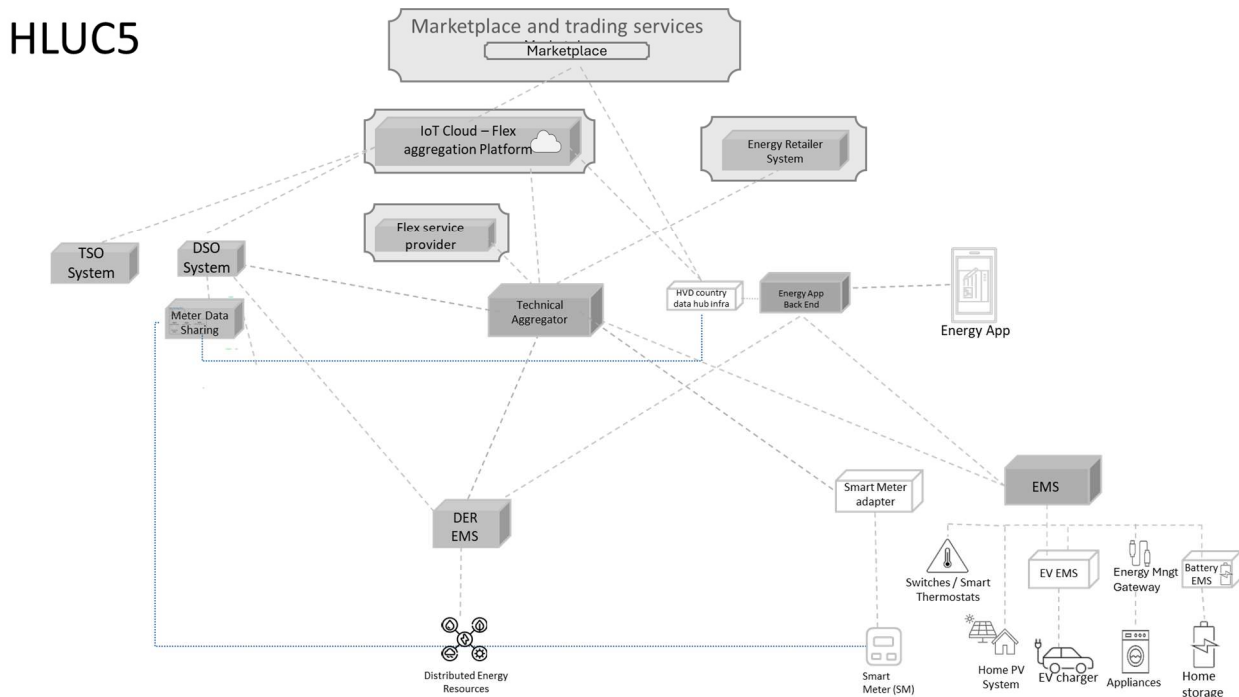 HLUC5
Marketplace and trading services
Marketplace
IoT Cloud – Flex
aggregation Platform
Energy Retailer
System
Flex service
provider
TSO
System
DSO
System
Meter Data
Sharing
Technical
Aggregator
HVD country
data hub infra
Energy App
Back End
Energy App
Smart Meter
adapter
EMS
DER
EMS
Switches / Smart
Thermostats
EV EMS
Energy Mngt
Gateway
Battery
EMS
Distributed Energy
Resources
Smart
Meter (SM)
Home PV
System
EV charger
Appliances
Home
storage